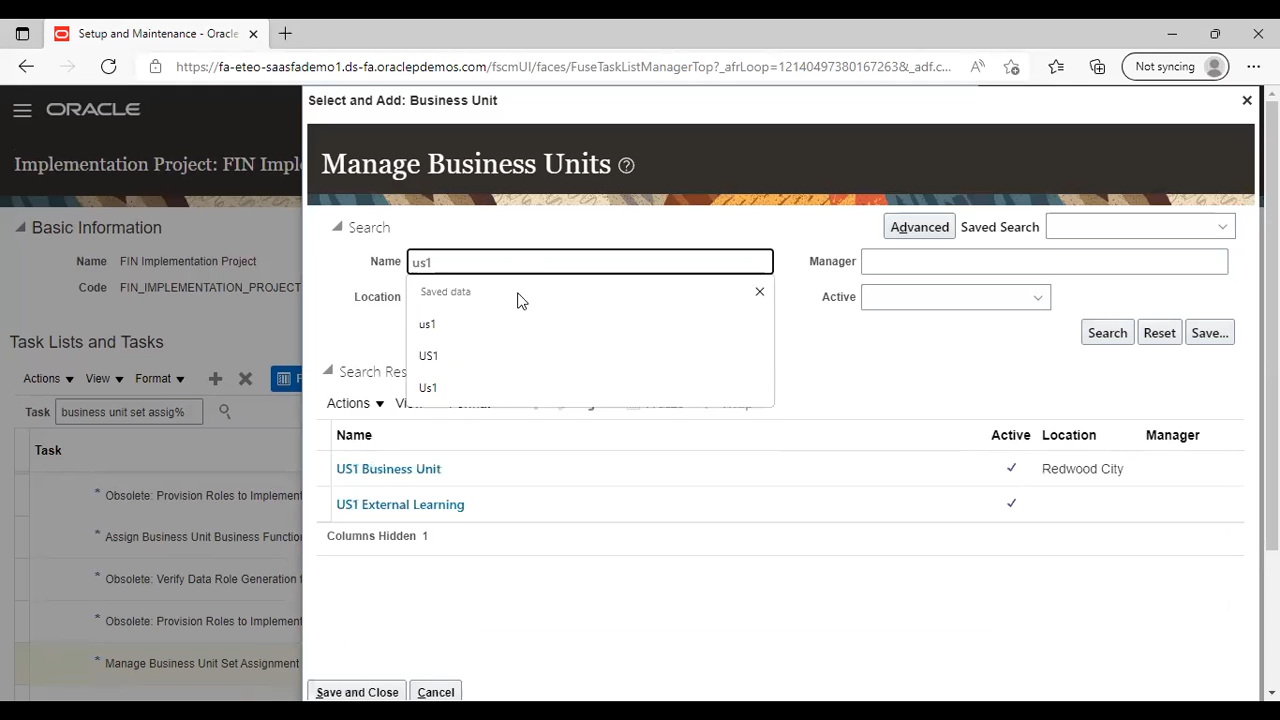 Setup and Maintenance - Oracle
https://fa-eteo-saasfademo1.ds-fa.oraclepdemos.com/fscmUI/faces/FuseTaskListManagerTop?_afrLoop=1214049738016726З&_adf.c...
Not syncing
ORACLE
Select and Add: Business Unit
Implementation Project: FIN Impl
Manage Business Units
Basic Information
Name FIN Implementation Project
Code FIN_IMPLEMENTATION_PROJECT
Search
Advanced Saved Search
Name us1 Manager
Location Active
Saved data
us1
US1
Us1
Search Reset Save...
Task Lists and Tasks
Actions View Format
Search Res
Actions
Task business unit set assig%
Task
Name Active Location Manager
US1 Business Unit Redwood City
US1 External Learning
Columns Hidden 1
* Obsolete: Provision Roles to Implement
* Assign Business Unit Business Functio
* Obsolete: Verify Data Role Generation
* Obsolete: Provision Roles to Implement
* Manage Business Unit Set Assignment
Save and Close Cancel